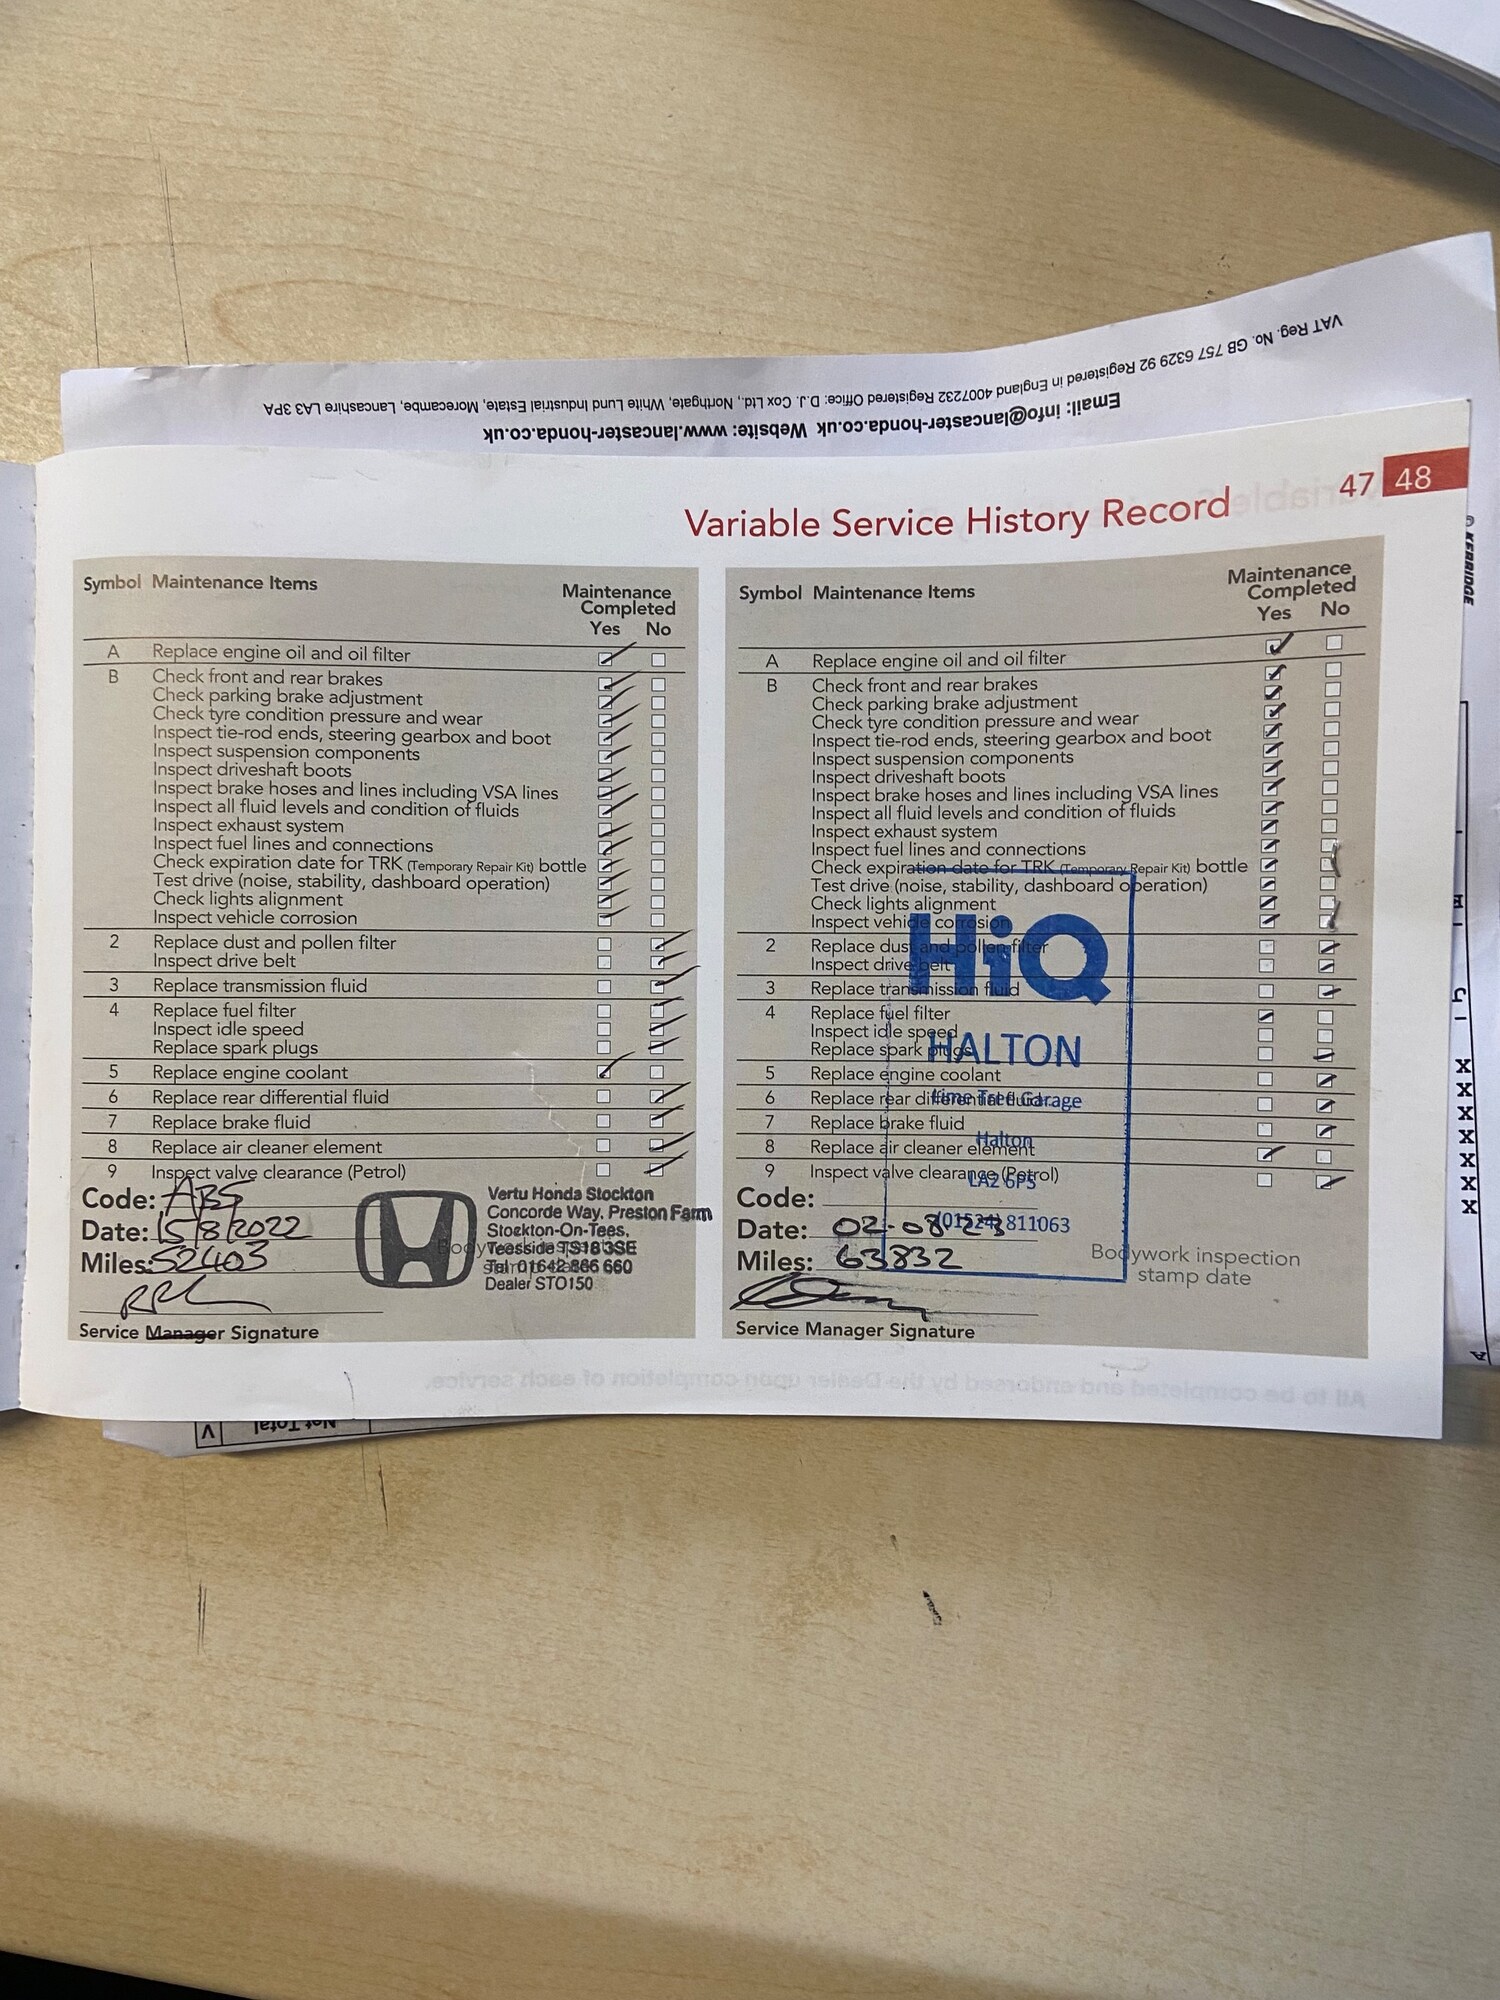 VAT Reg. No. GB 757 6329 92 Registered in England 4007232 Registered Office: D.J. Cox Ltd., Northgate, White Lund Industrial Estate, Morecambe, Lancashire LA3 3PA
Email: info@lancaster-honda.co.uk Website: www.lancaster-honda.co.uk
47 48
Variable Service History Record
Symbol Maintenance Items
Maintenance
Completed
Yes No
A Replace engine oil and oil filter
B Check front and rear brakes
Check parking brake adjustment
Check tyre condition pressure and wear
Inspect tie-rod ends, steering gearbox and boot
Inspect suspension components
Inspect driveshaft boots
Inspect brake hoses and lines including VSA lines
Inspect all fluid levels and condition of fluids
Inspect exhaust system
Inspect fuel lines and connections
Check expiration date for TRK (Temporary Repair Kit) bottle
Test drive (noise, stability, dashboard operation)
Check lights alignment
Inspect vehicle corrosion
2 Replace dust and pollen filter
Inspect drive belt
3 Replace transmission fluid
4 Replace fuel filter
Inspect idle speed
Replace spark plugs
5 Replace engine coolant
6 Replace rear differential fluid
7 Replace brake fluid
8 Replace air cleaner element
9 Inspect valve clearance (Petrol)
Code: AB5
Date: 15/8/2022
Miles: 52403
Service Manager Signature
Vertu Honda Stockton
Concorde Way, Preston Farm
Stockton-On-Tees,
Teesside TS18 3SE
Tel 01642 866 660
Dealer STO150
Symbol Maintenance Items
Maintenance
Completed
Yes No
A Replace engine oil and oil filter
B Check front and rear brakes
Check parking brake adjustment
Check tyre condition pressure and wear
Inspect tie-rod ends, steering gearbox and boot
Inspect suspension components
Inspect driveshaft boots
Inspect brake hoses and lines including VSA lines
Inspect all fluid levels and condition of fluids
Inspect exhaust system
Inspect fuel lines and connections
Check expiration date for TRK (Temporary Repair Kit) bottle
Test drive (noise, stability, dashboard operation)
Check lights alignment
Inspect vehicle corrosion
2 Replace dust and pollen filter
Inspect drive belt
3 Replace transmission fluid
4 Replace fuel filter
Inspect idle speed
Replace spark plugs
5 Replace engine coolant
6 Replace rear differential fluid
7 Replace brake fluid
8 Replace air cleaner element
9 Inspect valve clearance (Petrol)
Code:
Date: 02-08-23
Miles: 63832
Service Manager Signature
HiQ
HALTON
Lime Tree Garage
Halton
LA2 6PS
(01524) 811063
Bodywork inspection
stamp date
All to be completed and endorsed by the Dealer upon completion of each service.
Net Total
V
KERRIDGE
X
X
X
X
X
X
X